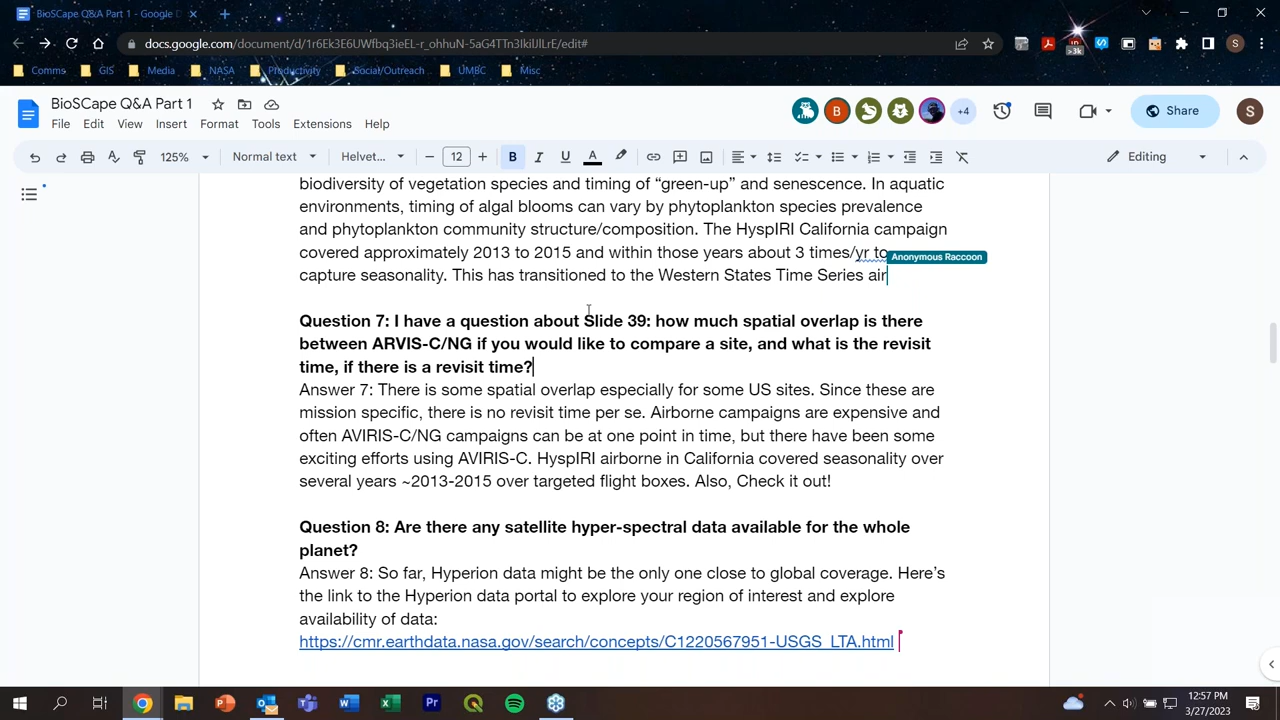 BioSCape Q&A Part 1 - Google D
docs.google.com/document/d/1r6Ek3E6UWfbq3ieEL-r_ohhuN-5aG4TTn3IkilJILrE/edit#
>3k
S
Comms
GIS
Media
NASA
Productivity
Social/Outreach
UMBC
Misc
BioSCape Q&A Part 1
B
+4
Share
S
File Edit View Insert Format Tools Extensions Help
125%
Normal text
Helvet...
12
B
I
U
A
Editing
biodiversity of vegetation species and timing of “green-up” and senescence. In aquatic
environments, timing of algal blooms can vary by phytoplankton species prevalence
and phytoplankton community structure/composition. The HyspIRI California campaign
covered approximately 2013 to 2015 and within those years about 3 times/yr to
Anonymous Raccoon
capture seasonality. This has transitioned to the Western States Time Series air
Question 7: I have a question about Slide 39: how much spatial overlap is there
between ARVIS-C/NG if you would like to compare a site, and what is the revisit
time, if there is a revisit time?
Answer 7: There is some spatial overlap especially for some US sites. Since these are
mission specific, there is no revisit time per se. Airborne campaigns are expensive and
often AVIRIS-C/NG campaigns can be at one point in time, but there have been some
exciting efforts using AVIRIS-C. HyspIRI airborne in California covered seasonality over
several years ~2013-2015 over targeted flight boxes. Also, Check it out!
Question 8: Are there any satellite hyper-spectral data available for the whole
planet?
Answer 8: So far, Hyperion data might be the only one close to global coverage. Here’s
the link to the Hyperion data portal to explore your region of interest and explore
availability of data:
https://cmr.earthdata.nasa.gov/search/concepts/C1220567951-USGS_LTA.html
12:57 PM
3/27/2023